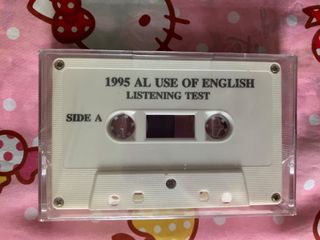 1995 AL USE OF ENGLISH
LISTENING TEST
SIDE A